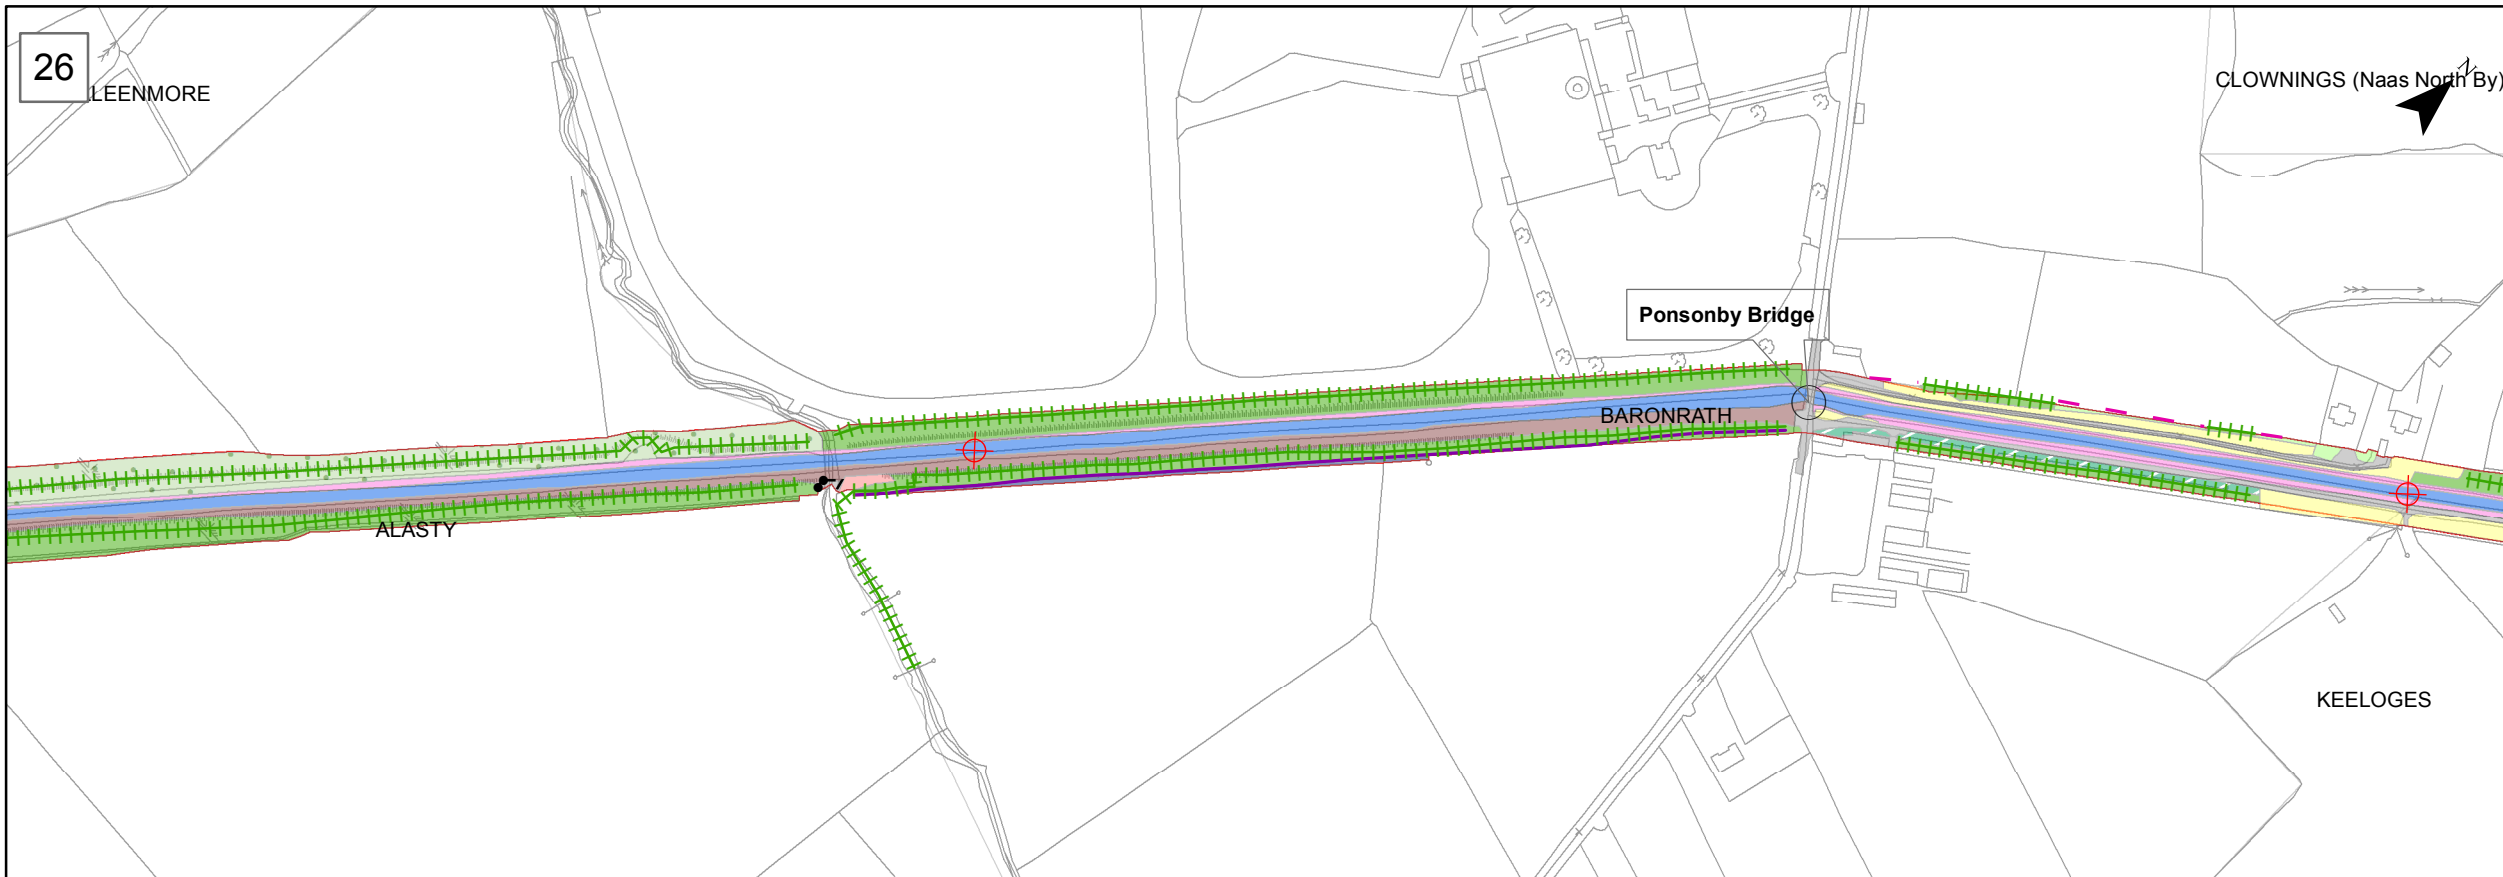 26
LEENMORE
CLOWNINGS (Naas North By)
N
Ponsonby Bridge
BARONRATH
ALASTY
KEELOGES